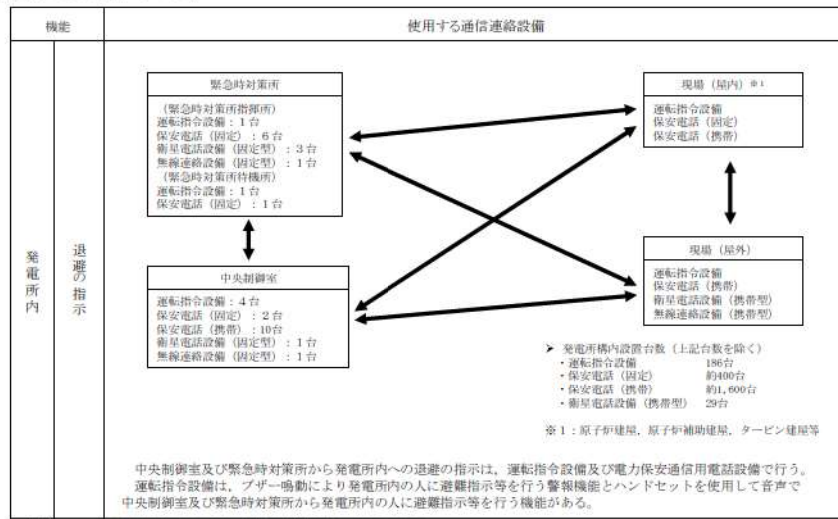 機能
使用する通信連絡設備
発電所内
退避の指示
緊急時対策所
(緊急時対策所指揮所)
運転指令設備:1台
保安電話(固定):6台
衛星電話設備(固定型):3台
無線連絡設備(固定型):1台
(緊急時対策所待機所)
運転指令設備:1台
保安電話(固定):1台
中央制御室
運転指令設備:4台
保安電話(固定):2台
保安電話(携帯):10台
衛星電話設備(固定型):1台
無線連絡設備(固定型):1台
現場(屋内)※1
運転指令設備
保安電話(固定)
保安電話(携帯)
現場(屋外)
運転指令設備
保安電話(携帯)
衛星電話設備(携帯型)
無線連絡設備(携帯型)
➤ 発電所構内設置台数(上記台数を除く)
・運転指令設備 186台
・保安電話(固定) 約400台
・保安電話(携帯) 約1,600台
・衛星電話設備(携帯型) 29台
※1:原子炉建屋,原子炉補助建屋,タービン建屋等
中央制御室及び緊急時対策所から発電所内への退避の指示は,運転指令設備及び電力保安通信用電話設備で行う。
運転指令設備は,ブザー鳴動により発電所内の人に避難指示等を行う警報機能とハンドセットを使用して音声で
中央制御室及び緊急時対策所から発電所内の人に避難指示等を行う機能がある。